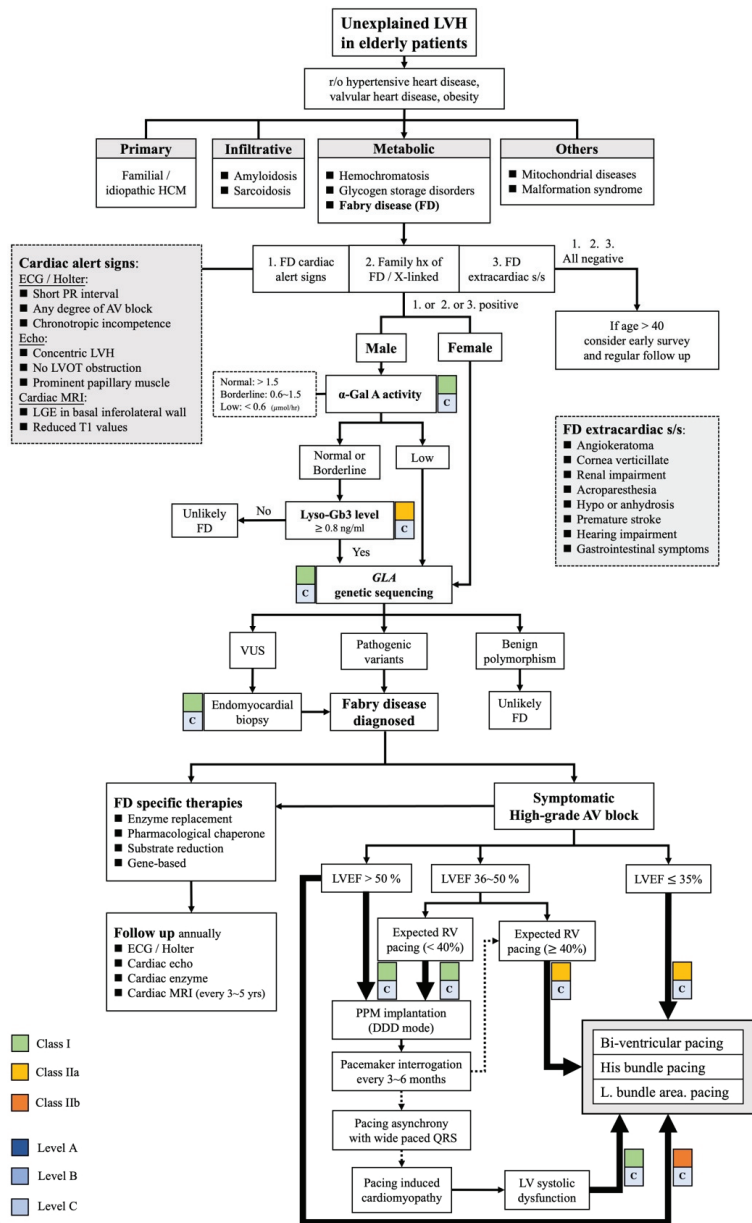 Unexplained LVH
in elderly patients
r/o hypertensive heart disease,
valvular heart disease, obesity
Primary
Familial /
idiopathic HCM
Infiltrative
■ Amyloidosis
■ Sarcoidosis
Metabolic
■ Hemochromatosis
■ Glycogen storage disorders
■ Fabry disease (FD)
Others
■ Mitochondrial diseases
■ Malformation syndrome
Cardiac alert signs:
ECG / Holter:
■ Short PR interval
■ Any degree of AV block
■ Chronotropic incompetence
Echo:
■ Concentric LVH
■ No LVOT obstruction
■ Prominent papillary muscle
Cardiac MRI:
■ LGE in basal inferolateral wall
■ Reduced T1 values
1. FD cardiac
alert signs
2. Family hx of
FD / X-linked
3. FD
extracardiac s/s
1. 2. 3.
All negative
If age > 40
consider early survey
and regular follow up
1. or 2. or 3. positive
Male
Female
Normal: > 1.5
Borderline: 0.6~1.5
Low: < 0.6 (μmol/hr)
α-Gal A activity
C
Normal or
Borderline
Low
FD extracardiac s/s:
■ Angiokeratoma
■ Cornea verticillate
■ Renal impairment
■ Acroparesthesia
■ Hypo or anhydrosis
■ Premature stroke
■ Hearing impairment
■ Gastrointestinal symptoms
Unlikely
FD
No
Lyso-Gb3 level
≥ 0.8 ng/ml
C
Yes
C
GLA
genetic sequencing
VUS
Pathogenic
variants
Benign
polymorphism
C
Endomyocardial
biopsy
Fabry disease
diagnosed
Unlikely
FD
FD specific therapies
■ Enzyme replacement
■ Pharmacological chaperone
■ Substrate reduction
■ Gene-based
Symptomatic
High-grade AV block
LVEF > 50 %
LVEF 36~50 %
LVEF ≤ 35%
Follow up annually
■ ECG / Holter
■ Cardiac echo
■ Cardiac enzyme
■ Cardiac MRI (every 3~5 yrs)
Expected RV
pacing (< 40%)
Expected RV
pacing (≥ 40%)
C
C
C
C
PPM implantation
(DDD mode)
Pacemaker interrogation
every 3~6 months
Pacing asynchrony
with wide paced QRS
Pacing induced
cardiomyopathy
LV systolic
dysfunction
Bi-ventricular pacing
His bundle pacing
L. bundle area. pacing
C
C
Class I
Class IIa
Class IIb
Level A
Level B
Level C